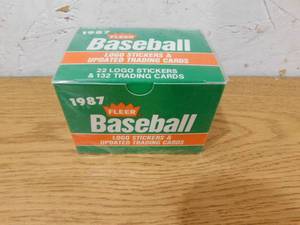 1987
FLEER
Baseball
LOGO STICKERS &
UPDATED TRADING CARDS
22 LOGO STICKERS
& 132 TRADING CARDS
1987
FLEER
Baseball
LOGO STICKERS &
UPDATED TRADING CARDS